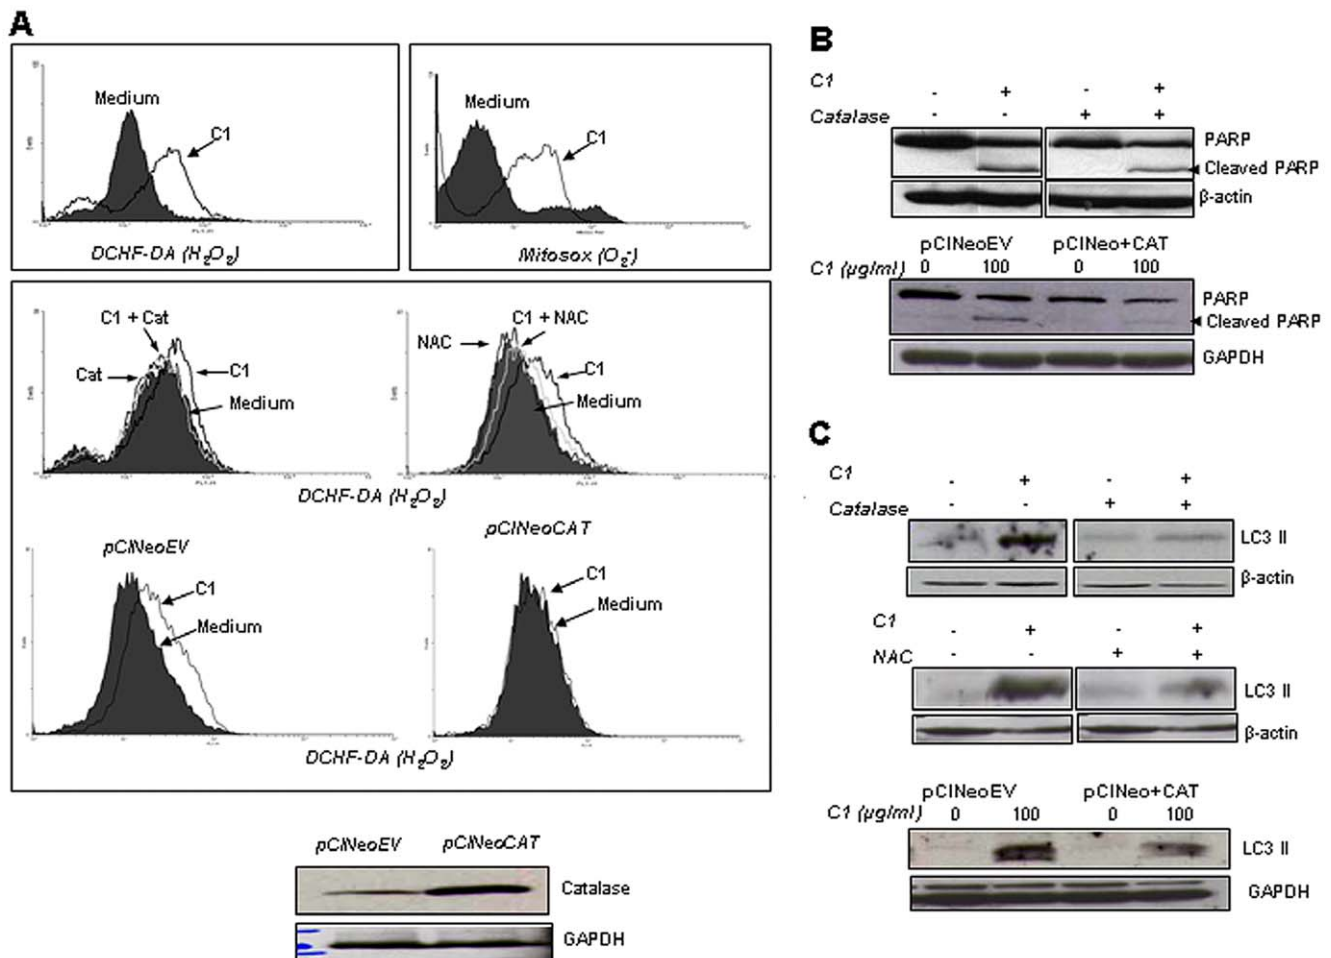 A
Medium
C1
DCHF-DA (H2O2)
Medium
C1
Mitosox (O2-)
C1 + Cat
Cat
C1
Medium
C1 + NAC
NAC
C1
Medium
DCHF-DA (H2O2)
pCINeoEV
C1
Medium
pCINeoCAT
C1
Medium
DCHF-DA (H2O2)
pCINeoEV pCINeoCAT
Catalase
GAPDH
B
C1 - + - +
Catalase - - + +
PARP
Cleaved PARP
β-actin
pCINeoEV pCINeo+CAT
C1 (µg/ml) 0 100 0 100
PARP
Cleaved PARP
GAPDH
C
C1 - + - +
Catalase - - + +
LC3 II
β-actin
C1 - + - +
NAC - - + +
LC3 II
β-actin
pCINeoEV pCINeo+CAT
C1 (µg/ml) 0 100 0 100
LC3 II
GAPDH